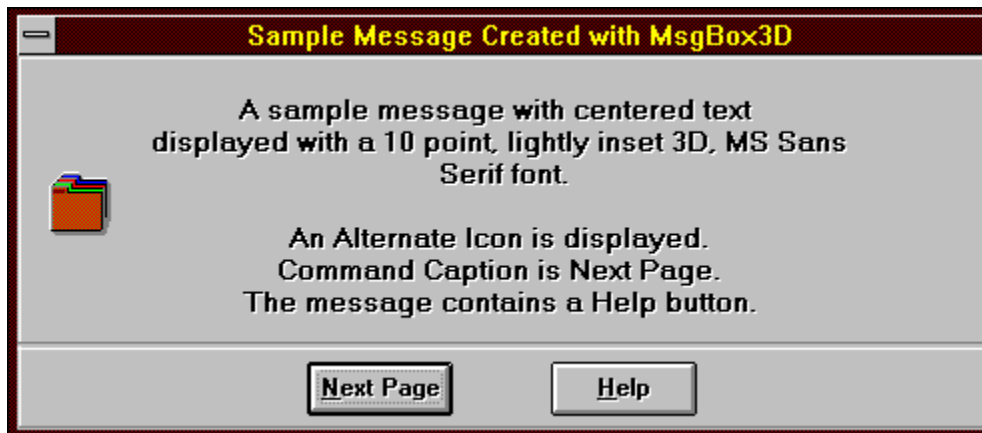 Sample Message Created with MsgBox3D
A sample message with centered text
displayed with a 10 point, lightly inset 3D, MS Sans
Serif font.
An Alternate Icon is displayed.
Command Caption is Next Page.
The message contains a Help button.
Next Page
Help